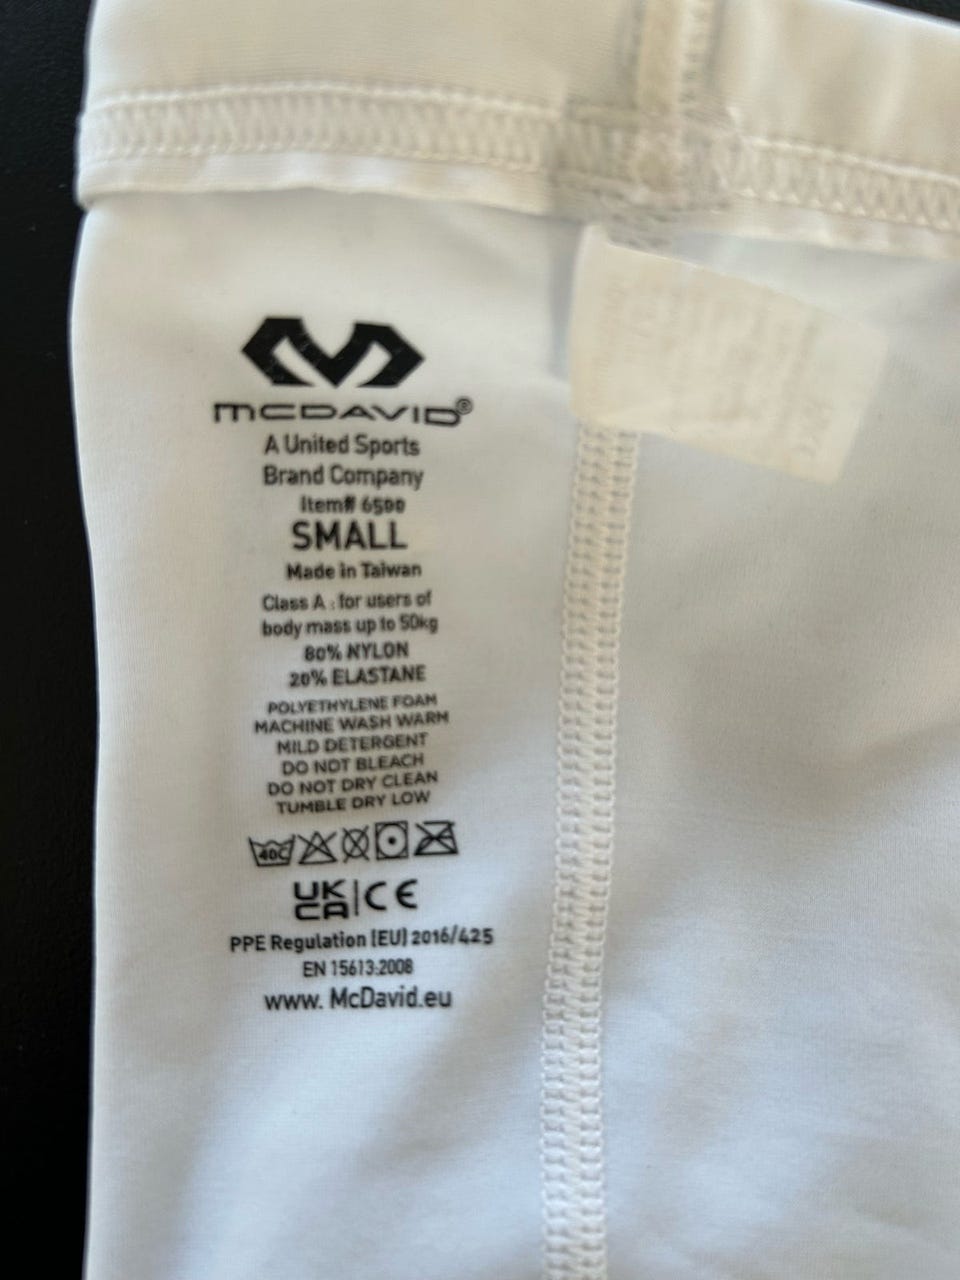 McDAVID®
A United Sports
Brand Company
Item# 6500
SMALL
Made in Taiwan
Class A : for users of
body mass up to 50kg
80% NYLON
20% ELASTANE
POLYETHYLENE FOAM
MACHINE WASH WARM
MILD DETERGENT
DO NOT BLEACH
DO NOT DRY CLEAN
TUMBLE DRY LOW
40C
UK
CA CE
PPE Regulation (EU) 2016/425
EN 15613:2008
www. McDavid.eu